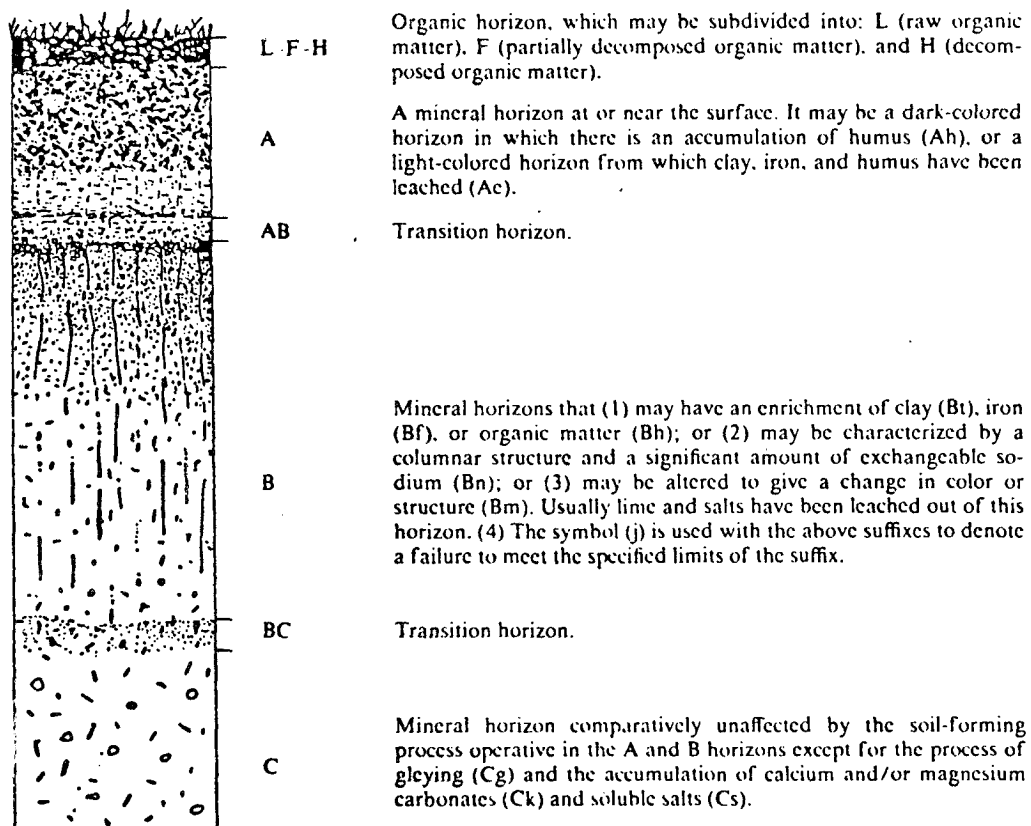 L-F-H
Organic horizon, which may be subdivided into: L (raw organic
matter), F (partially decomposed organic matter), and H (decom-
posed organic matter).
A
A mineral horizon at or near the surface. It may be a dark-colored
horizon in which there is an accumulation of humus (Ah), or a
light-colored horizon from which clay, iron, and humus have been
leached (Ae).
AB
Transition horizon.
B
Mineral horizons that (1) may have an enrichment of clay (Bt), iron
(Bf), or organic matter (Bh); or (2) may be characterized by a
columnar structure and a significant amount of exchangeable so-
dium (Bn); or (3) may be altered to give a change in color or
structure (Bm). Usually lime and salts have been leached out of this
horizon. (4) The symbol (j) is used with the above suffixes to denote
a failure to meet the specified limits of the suffix.
BC
Transition horizon.
C
Mineral horizon comparatively unaffected by the soil-forming
process operative in the A and B horizons except for the process of
gleying (Cg) and the accumulation of calcium and/or magnesium
carbonates (Ck) and soluble salts (Cs).